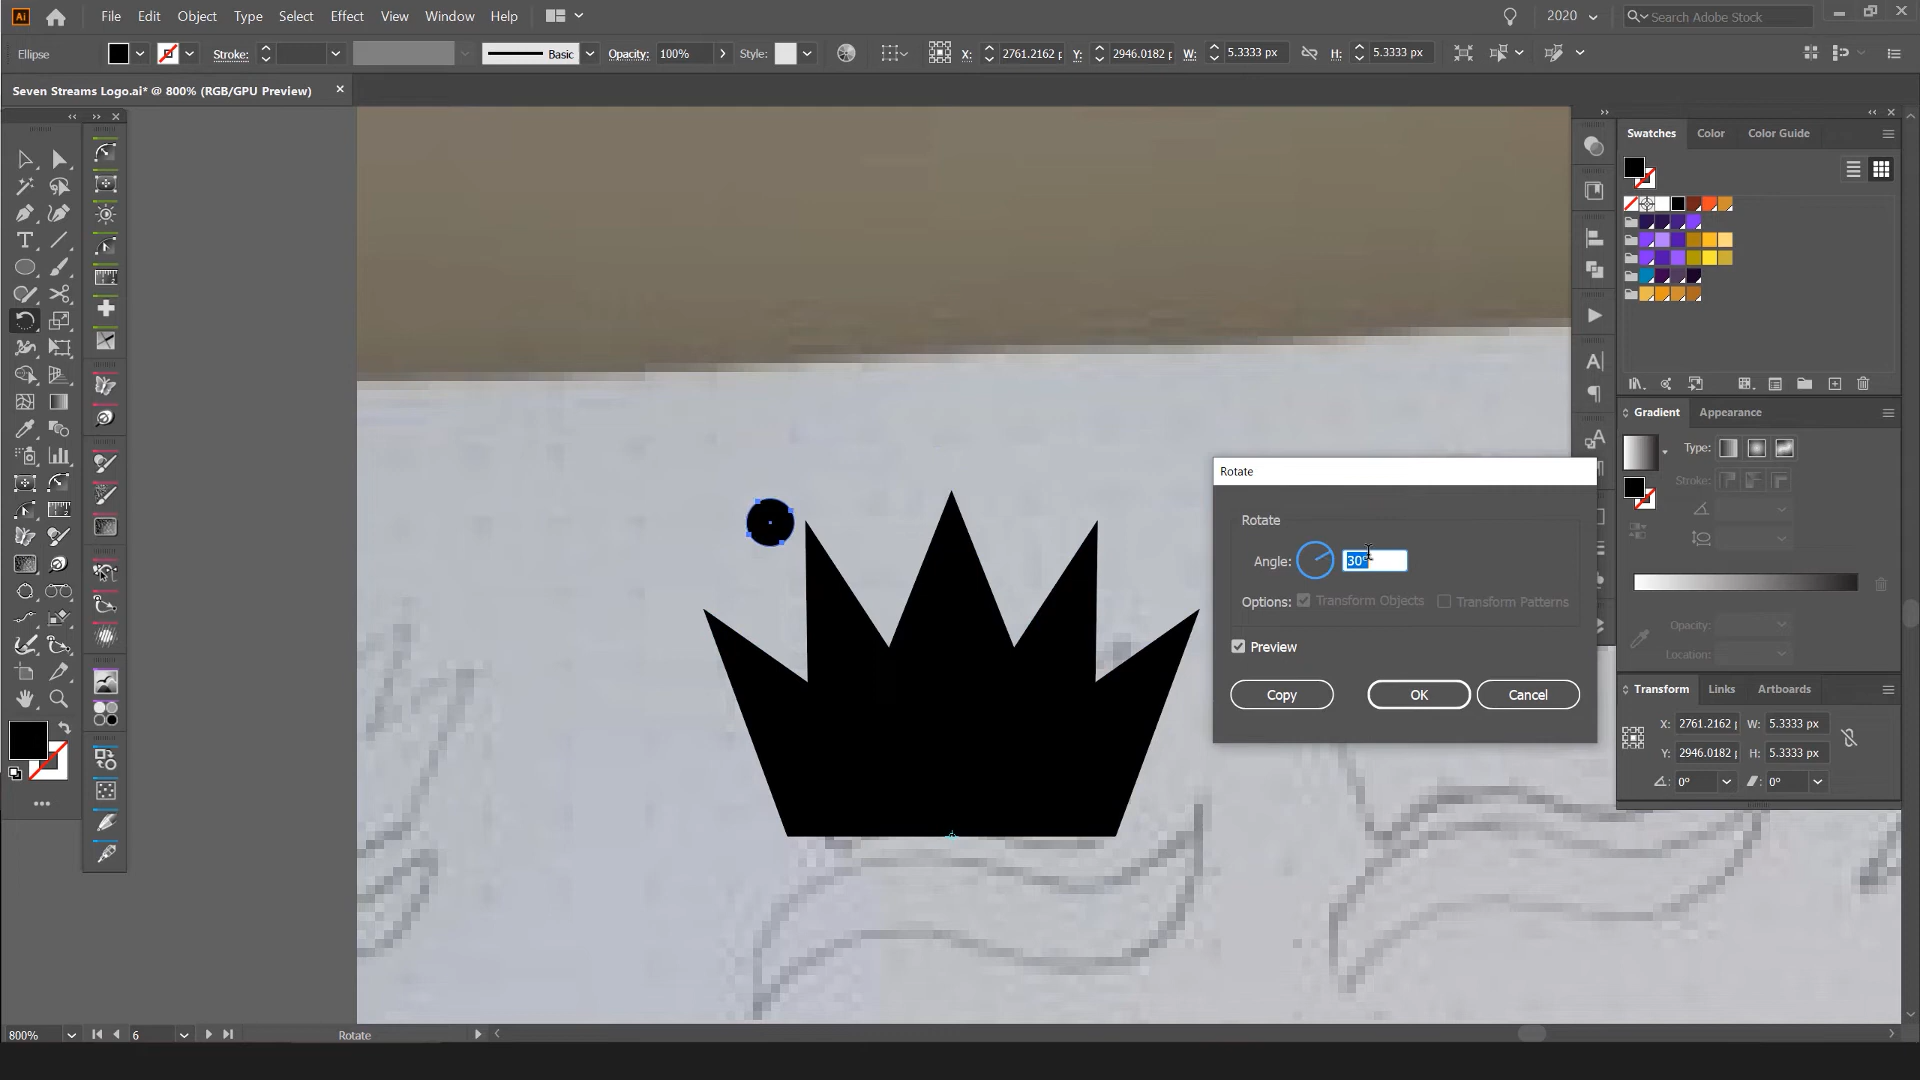 Ai File Edit Object Type Select Effect View Window Help 2020 Search Adobe Stock
Ellipse Stroke: Basic Opacity: 100% Style: X: 2761.2162 Y: 2946.0182 W: 5.3333 px H: 5.3333 px
Seven Streams Logo.ai* @ 800% (RGB/GPU Preview)
Swatches Color Color Guide
Gradient Appearance
Type:
Stroke:
Rotate
Rotate
Angle: 30°
Options: Transform Objects Transform Patterns
Preview
Copy OK Cancel
Opacity:
Location:
Transform Links Artboards
X: 2761.2162 W: 5.3333 px
Y: 2946.0182 H: 5.3333 px
0° 0°
800% 6 Rotate